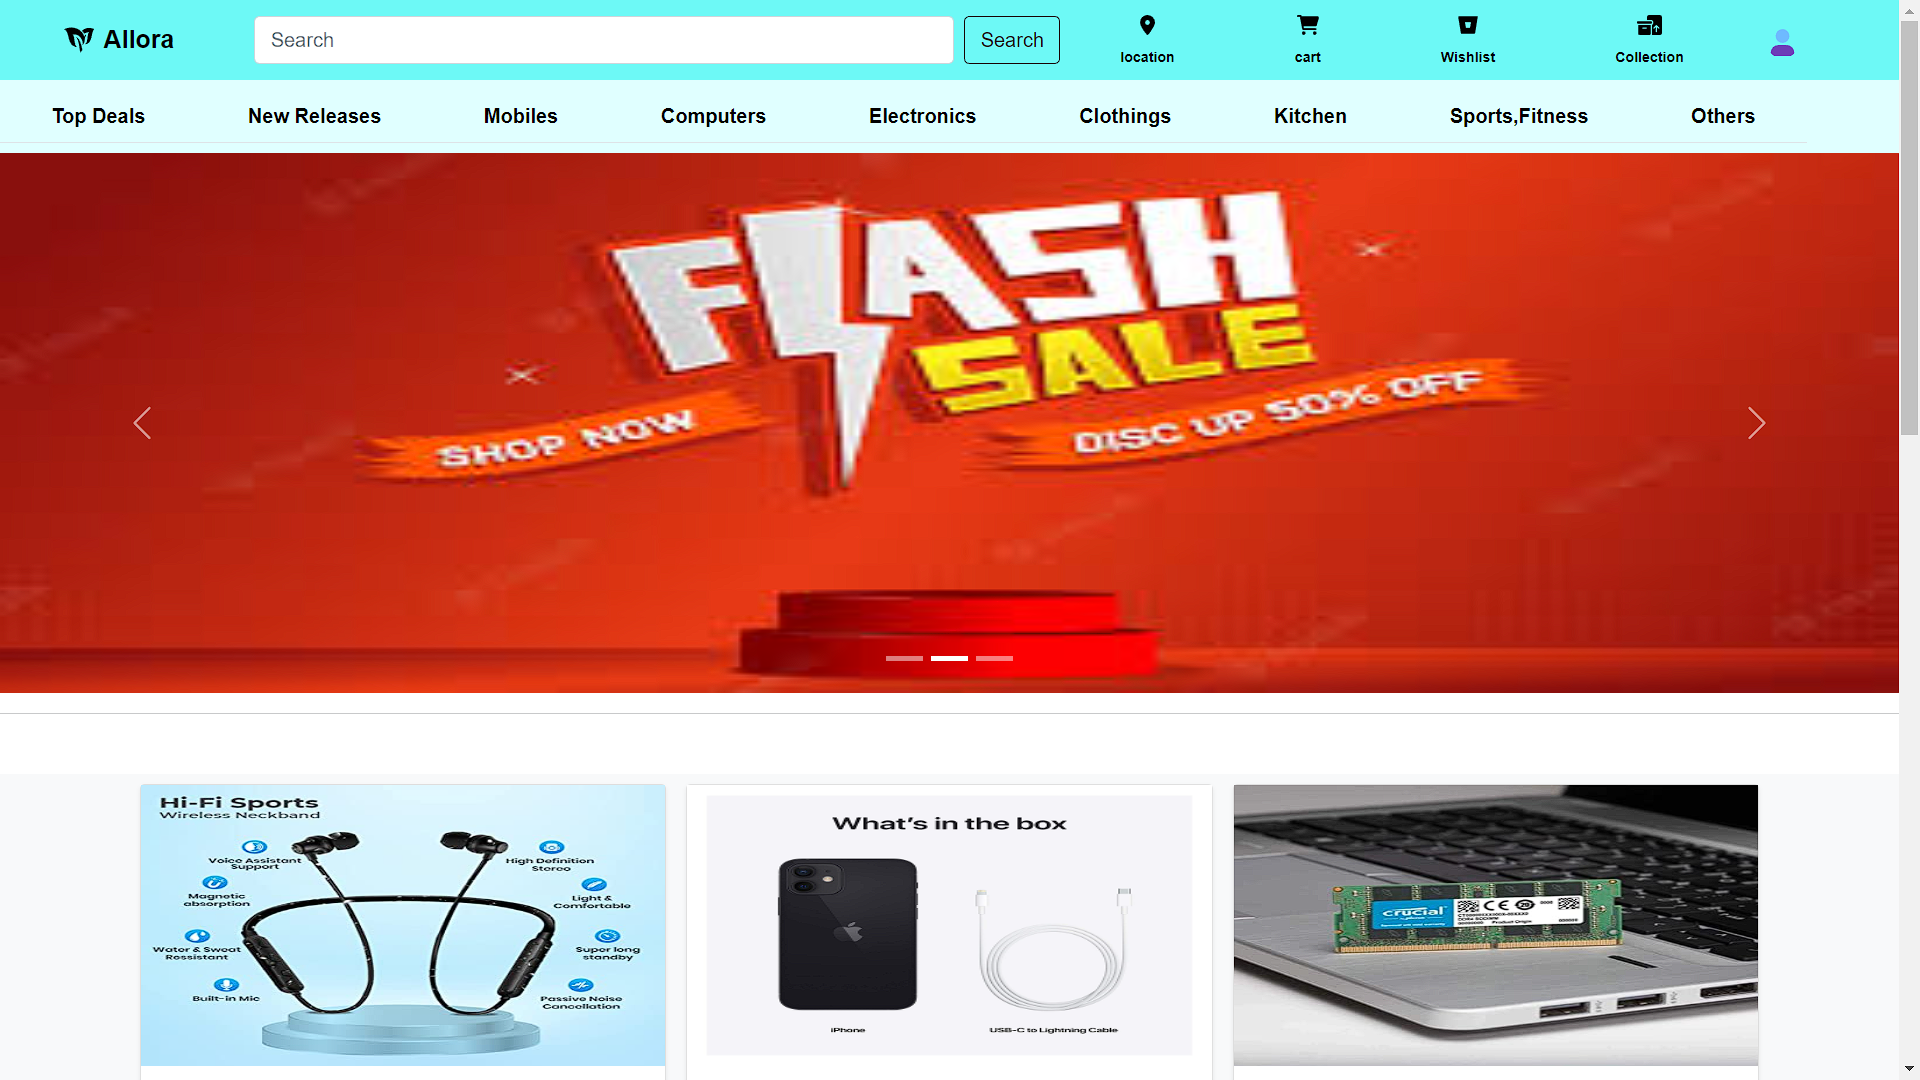 Allora
Search
Search
location
cart
Wishlist
Collection
Top Deals
New Releases
Mobiles
Computers
Electronics
Clothings
Kitchen
Sports,Fitness
Others
FLASH
SALE
SHOP NOW
DISC UP 50% OFF
Hi-Fi Sports
Wireless Neckband
Voice Assistant
Support
High Definition
Stereo
Magnetic
absorption
Light &
Comfortable
Water & Sweat
Resistant
Super long
standby
Built-in Mic
Passive Noise
Cancellation
What's in the box
iPhone
USB-C to Lightning Cable
crucial
CE